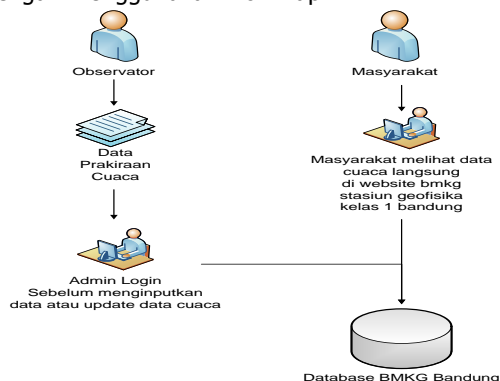 Observator
Data
Prakiraan
Cuaca
Admin Login
Sebelum menginputkan
data atau update data cuaca
Masyarakat
Masyarakat melihat data
cuaca langsung
di website bmkg
stasiun geofisika
kelas 1 bandung
Database BMKG Bandung